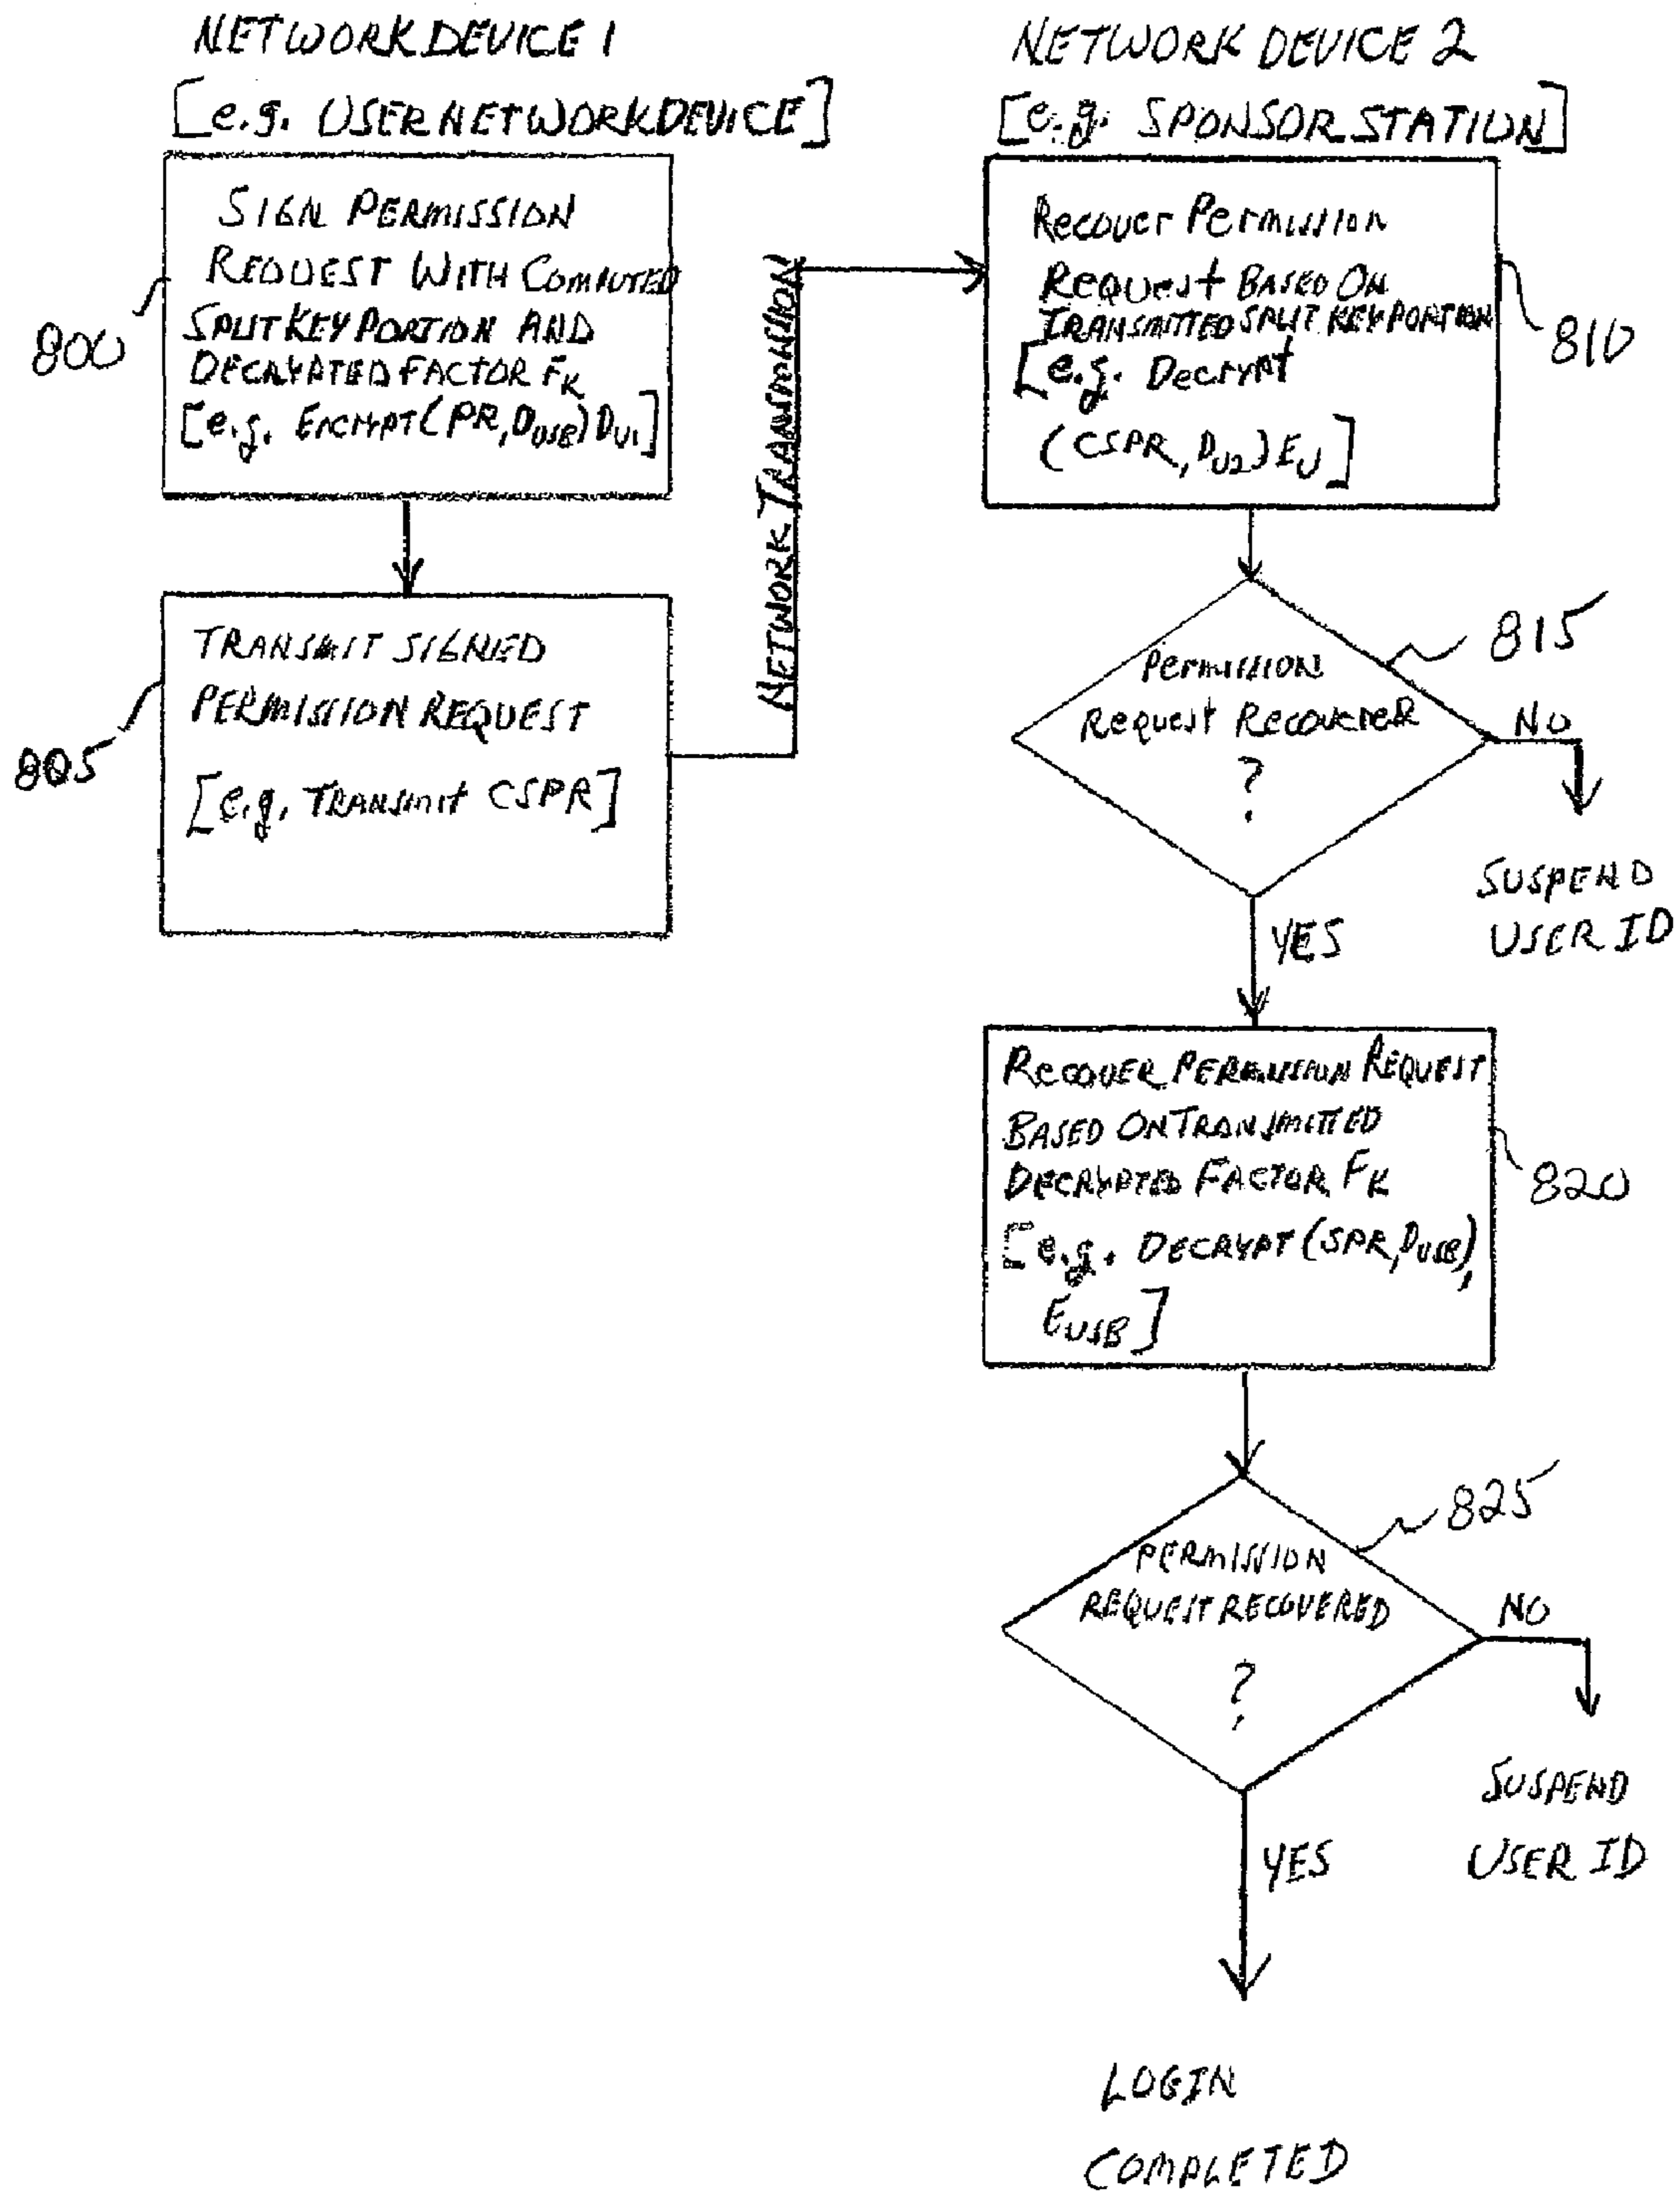 NETWORK DEVICE 1
[e.g. USER NETWORK DEVICE]
SIGN PERMISSION
REQUEST WITH COMPUTED
SPLIT KEY PORTION AND
DECRYPTED FACTOR FK
[e.g. ENCRYPT (PR, DUSB) DU1]
800
TRANSMIT SIGNED
PERMISSION REQUEST
[e.g. TRANSMIT CSPR]
805
NETWORK TRANSMISSION
NETWORK DEVICE 2
[e.g. SPONSOR STATION]
Recover Permission
Request BASED ON
TRANSMITTED SPLIT KEY PORTION
[e.g. Decrypt
(CSPR, DU2) EU]
810
Permission
Request RECOVERED
?
815
NO
SUSPEND
USER ID
YES
RECOVER PERMISSION REQUEST
BASED ON TRANSMITTED
DECRYPTED FACTOR FK
[e.g. DECRYPT (SPR, DUSB),
EUSB]
820
PERMISSION
REQUEST RECOVERED
?
825
NO
SUSPEND
USER ID
YES
LOGIN
COMPLETED